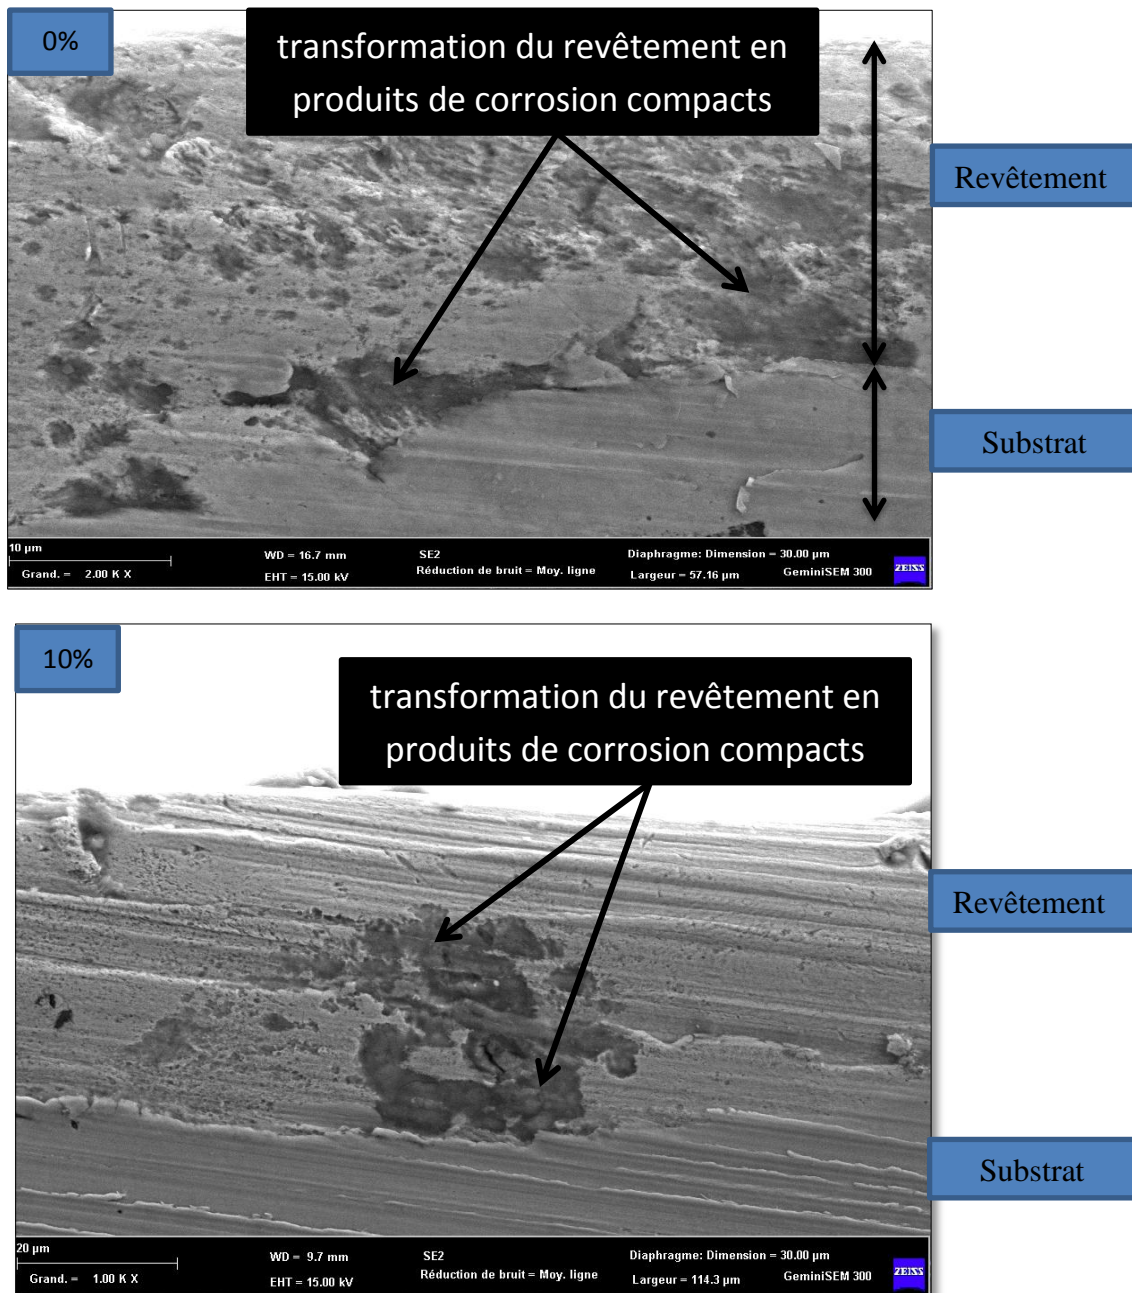 0%
transformation du revêtement en
produits de corrosion compacts
Revêtement
Substrat
10 µm
Grand. = 2.00 K X
WD = 16.7 mm
EHT = 15.00 kV
SE2
Réduction de bruit = Moy. ligne
Diaphragme: Dimension = 30.00 µm
Largeur = 57.16 µm
GeminiSEM 300
ZEISS
10%
transformation du revêtement en
produits de corrosion compacts
Revêtement
Substrat
20 µm
Grand. = 1.00 K X
WD = 9.7 mm
EHT = 15.00 kV
SE2
Réduction de bruit = Moy. ligne
Diaphragme: Dimension = 30.00 µm
Largeur = 114.3 µm
GeminiSEM 300
ZEISS